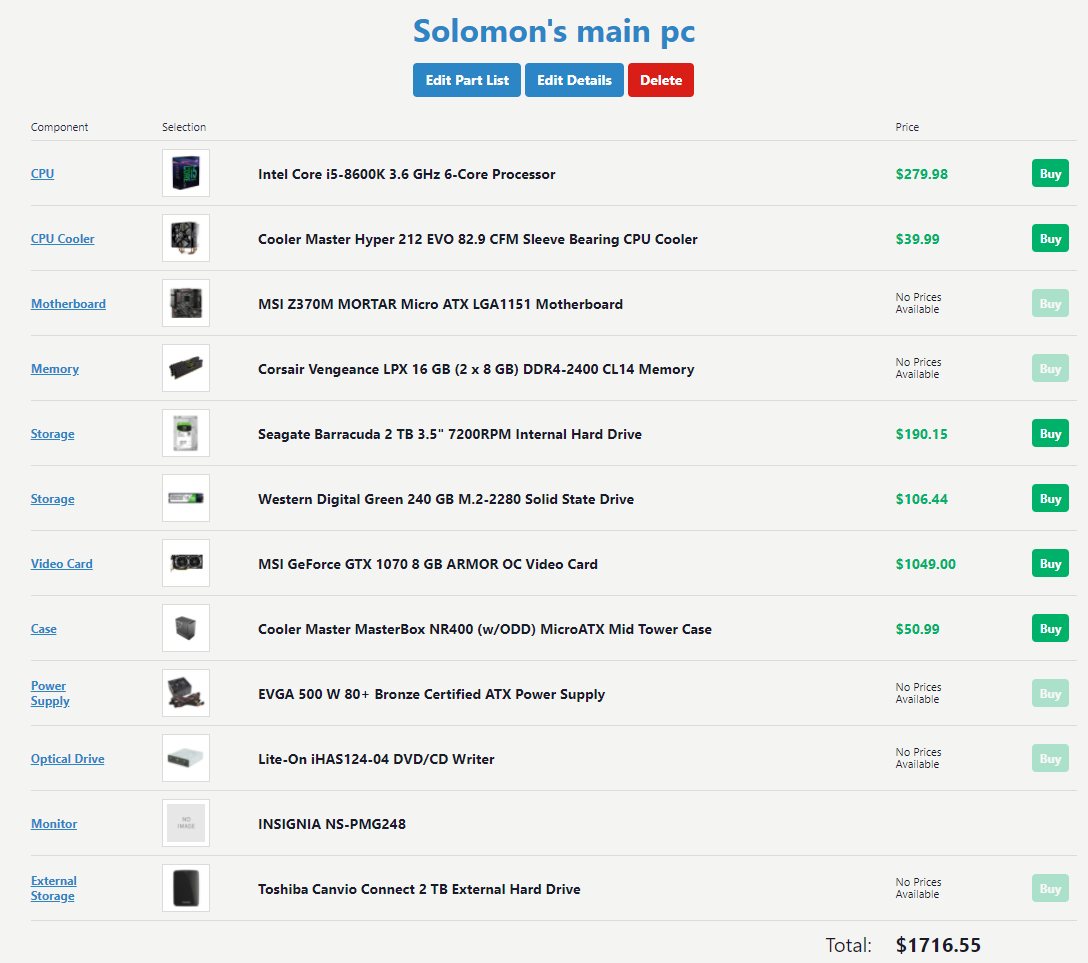 Solomon's main pc
Edit Part List Edit Details Delete
Component Selection Price
CPU Intel Core i5-8600K 3.6 GHz 6-Core Processor $279.98 Buy
CPU Cooler Cooler Master Hyper 212 EVO 82.9 CFM Sleeve Bearing CPU Cooler $39.99 Buy
Motherboard MSI Z370M MORTAR Micro ATX LGA1151 Motherboard No Prices Available Buy
Memory Corsair Vengeance LPX 16 GB (2 x 8 GB) DDR4-2400 CL14 Memory No Prices Available Buy
Storage Seagate Barracuda 2 TB 3.5" 7200RPM Internal Hard Drive $190.15 Buy
Storage Western Digital Green 240 GB M.2-2280 Solid State Drive $106.44 Buy
Video Card MSI GeForce GTX 1070 8 GB ARMOR OC Video Card $1049.00 Buy
Case Cooler Master MasterBox NR400 (w/ODD) MicroATX Mid Tower Case $50.99 Buy
Power Supply EVGA 500 W 80+ Bronze Certified ATX Power Supply No Prices Available Buy
Optical Drive Lite-On iHAS124-04 DVD/CD Writer No Prices Available Buy
Monitor NO IMAGE INSIGNIA NS-PMG248
External Storage Toshiba Canvio Connect 2 TB External Hard Drive No Prices Available Buy
Total: $1716.55